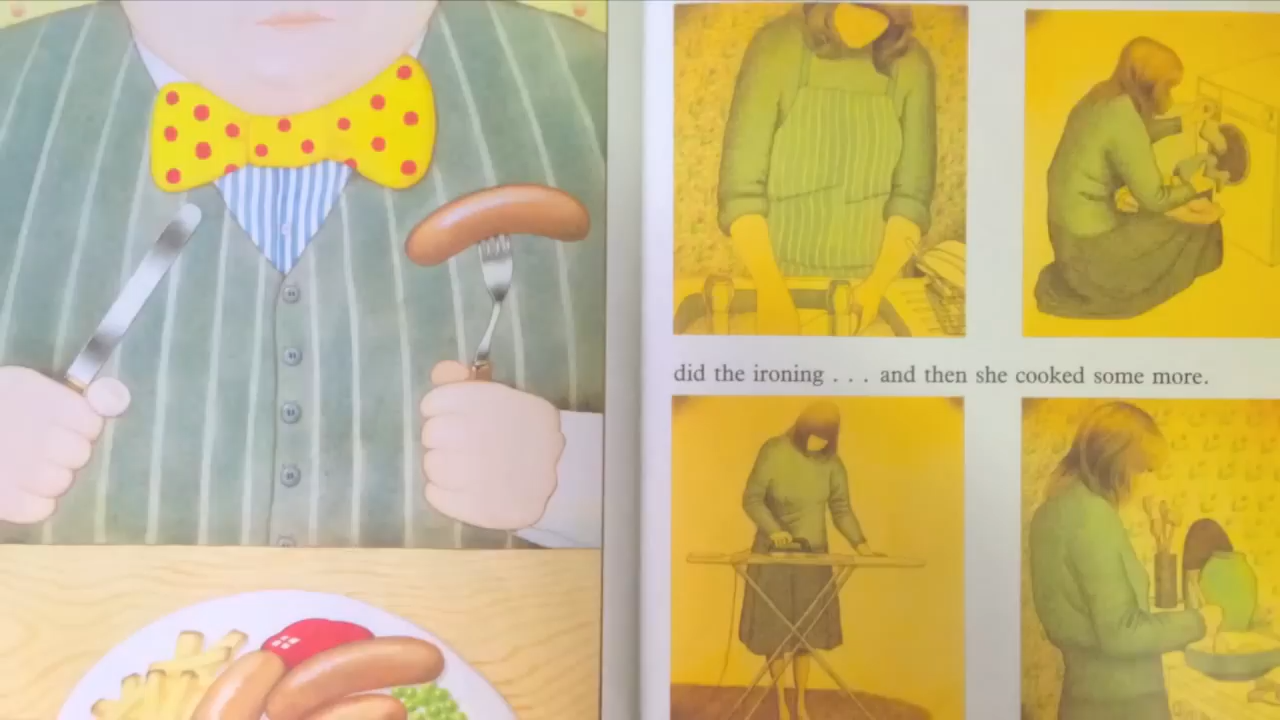 did the ironing . . . and then she cooked some more.